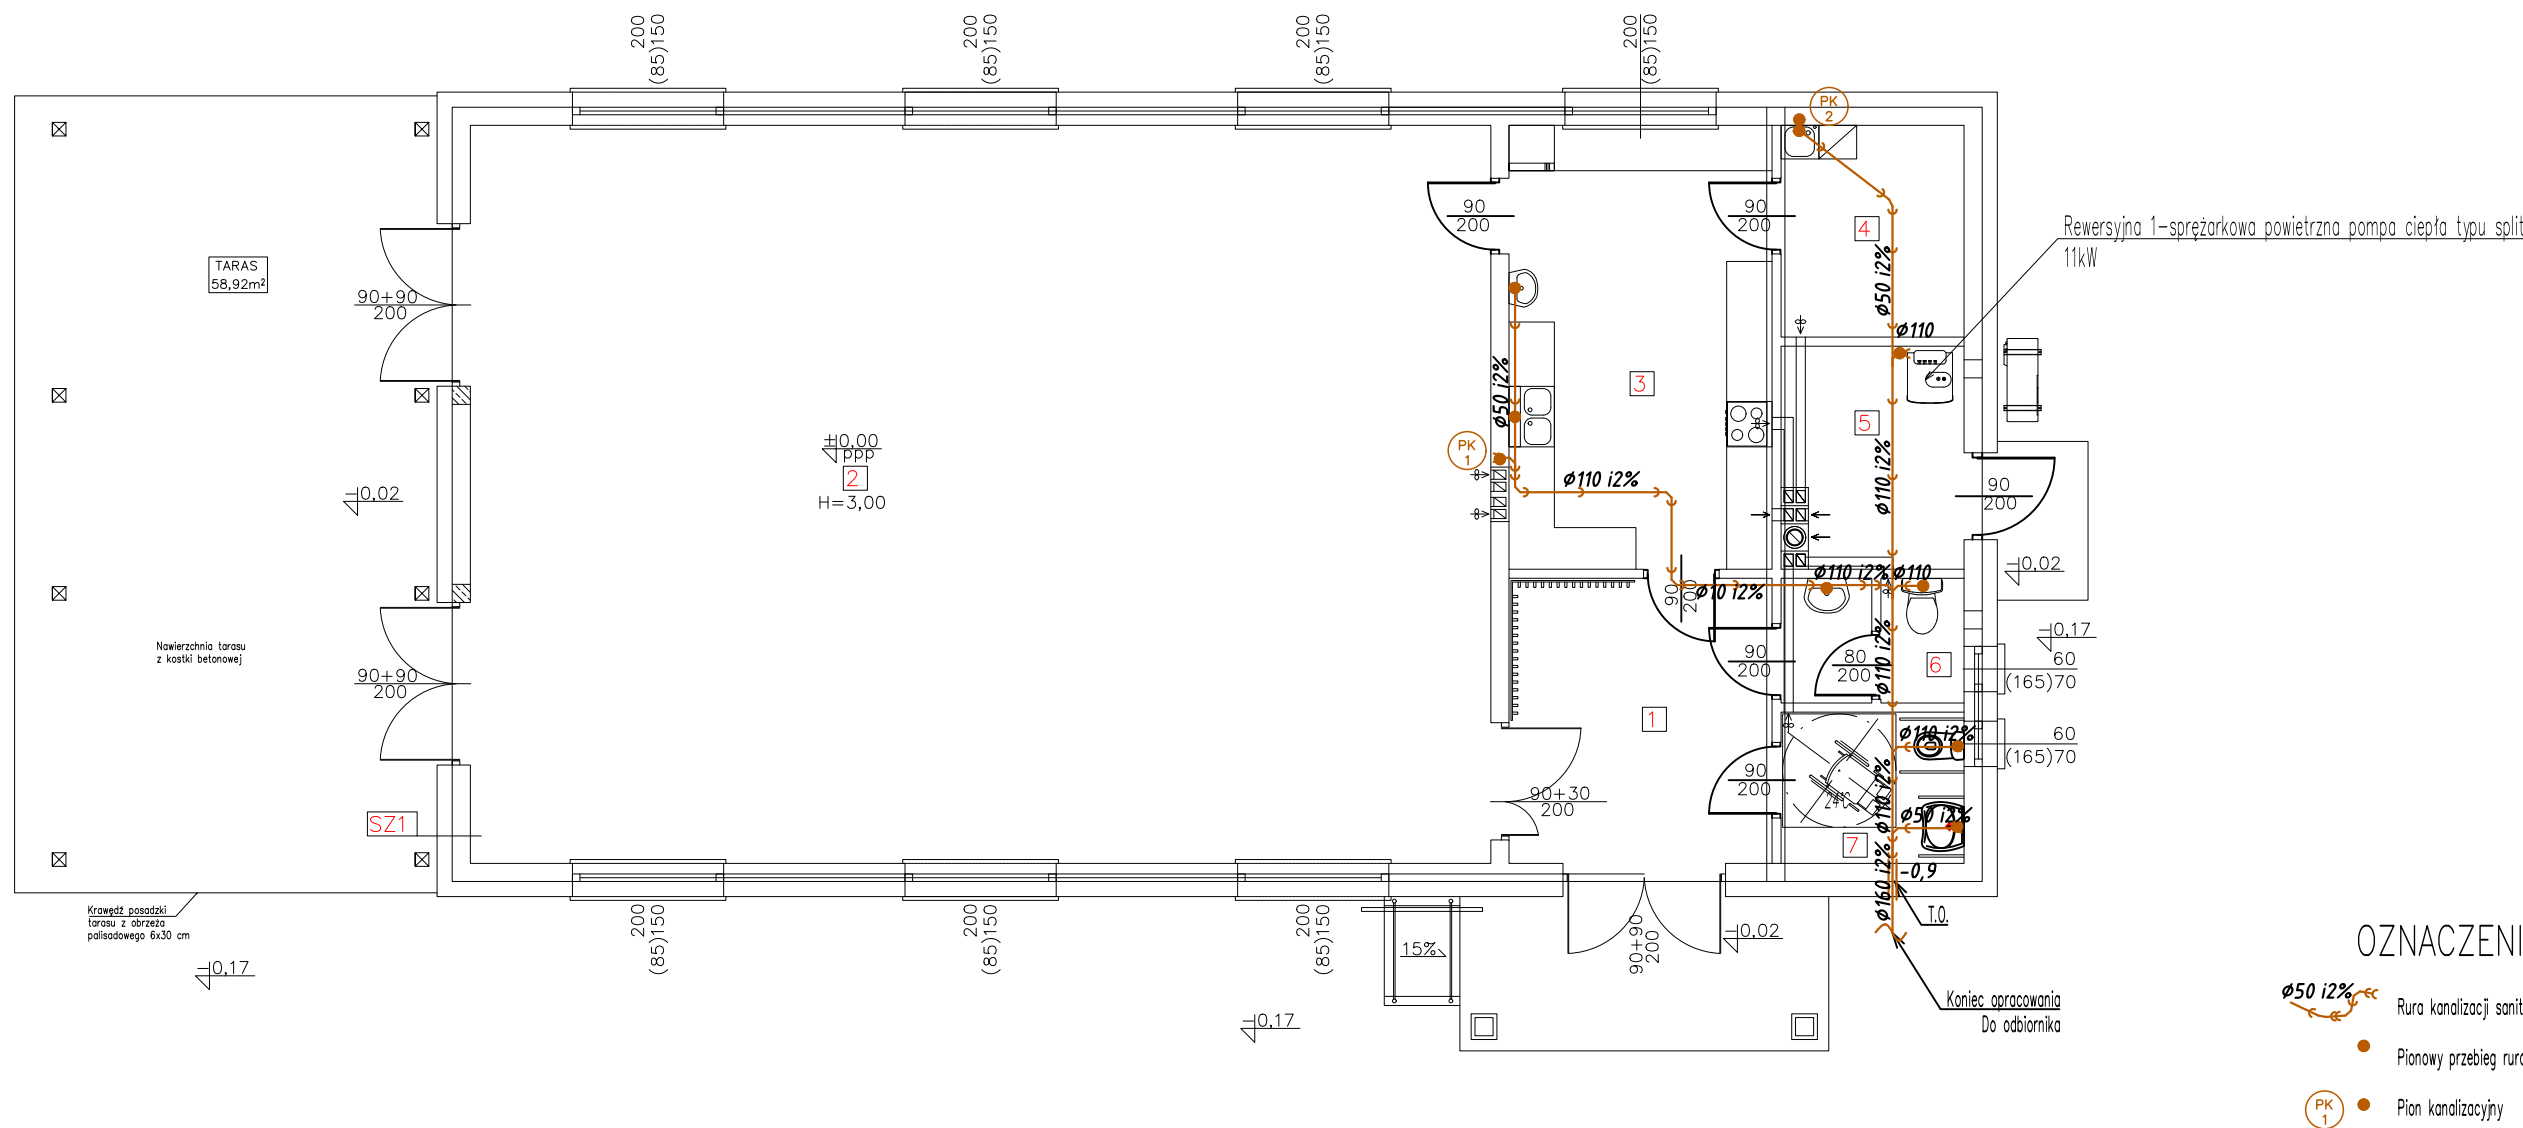 200
(85)150
200
(85)150
200
(85)150
200
(85)150
PK
2
90
200
90
200
4
Rewersyjna 1-sprężarkowa powietrzna pompa ciepła typu split
11kW
TARAS
58,92m²
90+90
200
ø50 i2%
ø110
ø50 i2%
3
5
±0,00
ppp
2
H=3,00
PK
1
-0,02
ø110 i2%
ø110 i2%
90
200
-0,02
ø110 i2%
ø110
90
200
ø10 i2%
-0,17
Nawierzchnia tarasu
z kostki betonowej
90+90
200
90
200
80
200
ø110 i2%
6
60
(165)70
1
ø110 i2%
60
(165)70
90
200
90+30
200
24°C
ø110 i2%
ø50 i2%
SZ1
7
ø160 i2%
-0,9
T.O.
Krawędź posadzki
tarasu z obrzeża
palisadowego 6x30 cm
-0,17
200
(85)150
200
(85)150
200
(85)150
15%
90+90
200
-0,02
-0,17
Koniec opracowania
Do odbiornika
OZNACZENI
ø50 i2%
Rura kanalizacji sanit
Pionowy przebieg ruro
PK
1
Pion kanalizacyjny